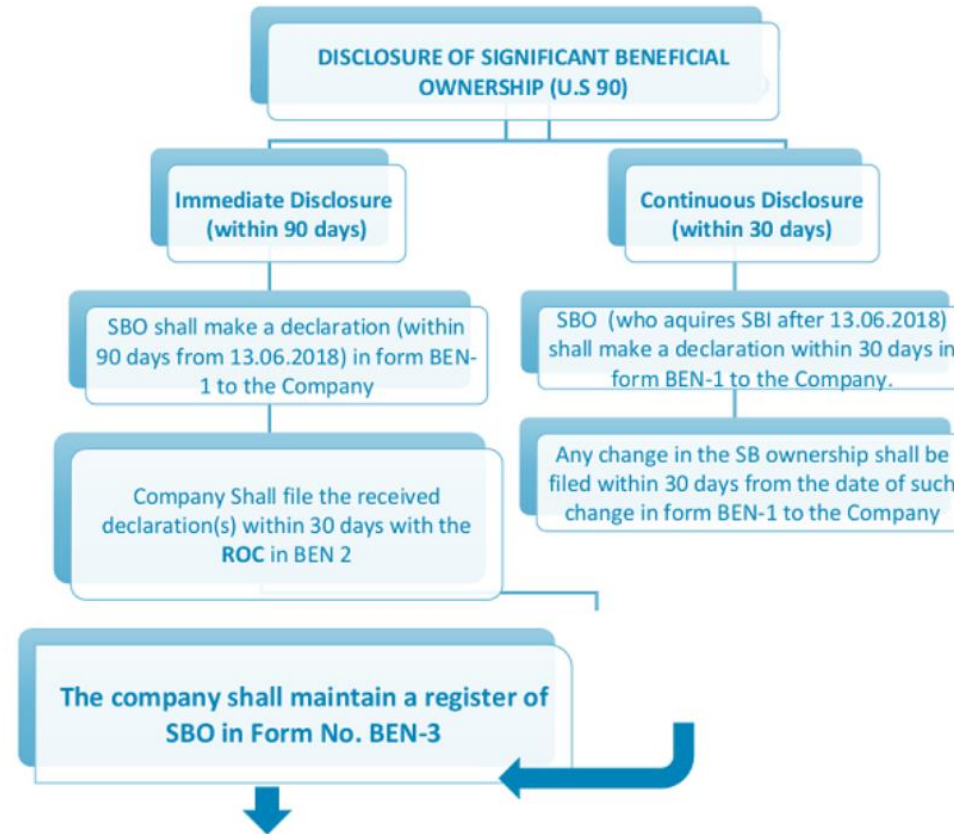 DISCLOSURE OF SIGNIFICANT BENEFICIAL
OWNERSHIP (U.S 90)
Immediate Disclosure
(within 90 days)
SBO shall make a declaration (within
90 days from 13.06.2018) in form BEN-
1 to the Company
Company Shall file the received
declaration(s) within 30 days with the
ROC in BEN 2
Continuous Disclosure
(within 30 days)
SBO (who aquires SBI after 13.06.2018)
shall make a declaration within 30 days in
form BEN-1 to the Company.
Any change in the SB ownership shall be
filed within 30 days from the date of such
change in form BEN-1 to the Company
The company shall maintain a register of
SBO in Form No. BEN-3